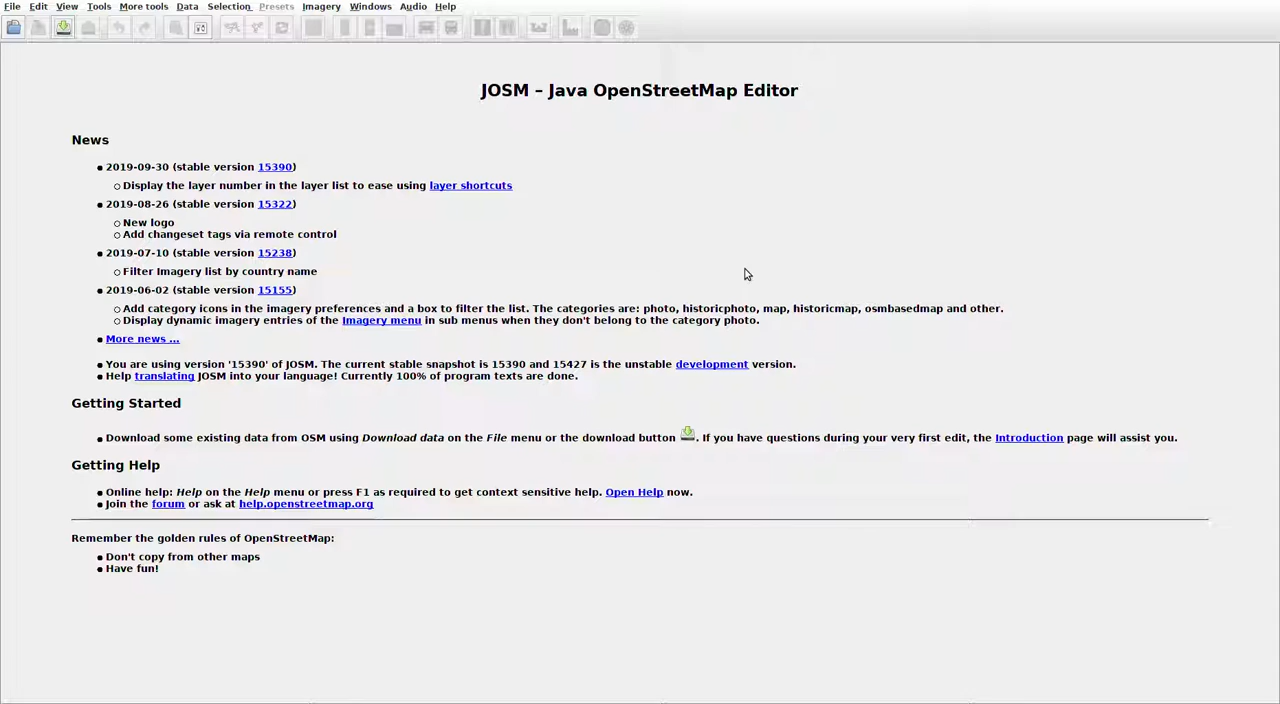 File Edit View Tools More tools Data Selection Presets Imagery Windows Audio Help
JOSM – Java OpenStreetMap Editor
News
2019-09-30 (stable version 15390)
Display the layer number in the layer list to ease using layer shortcuts
2019-08-26 (stable version 15322)
New logo
Add changeset tags via remote control
2019-07-10 (stable version 15238)
Filter Imagery list by country name
2019-06-02 (stable version 15155)
Add category icons in the imagery preferences and a box to filter the list. The categories are: photo, historicphoto, map, historicmap, osmbasedmap and other.
Display dynamic imagery entries of the Imagery menu in sub menus when they don't belong to the category photo.
More news ...
You are using version '15390' of JOSM. The current stable snapshot is 15390 and 15427 is the unstable development version.
Help translating JOSM into your language! Currently 100% of program texts are done.
Getting Started
Download some existing data from OSM using Download data on the File menu or the download button . If you have questions during your very first edit, the Introduction page will assist you.
Getting Help
Online help: Help on the Help menu or press F1 as required to get context sensitive help. Open Help now.
Join the forum or ask at help.openstreetmap.org
Remember the golden rules of OpenStreetMap:
Don't copy from other maps
Have fun!